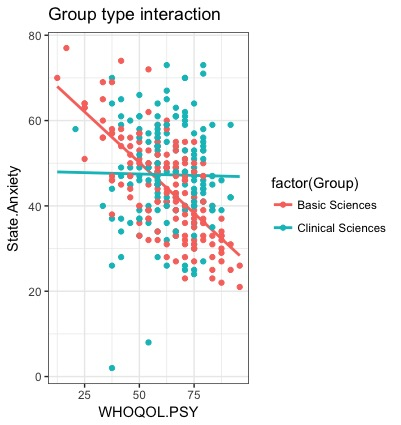 Group type interaction
80
60
40
20
0
State.Anxiety
25 50 75
WHOQOL.PSY
factor(Group)
Basic Sciences
Clinical Sciences